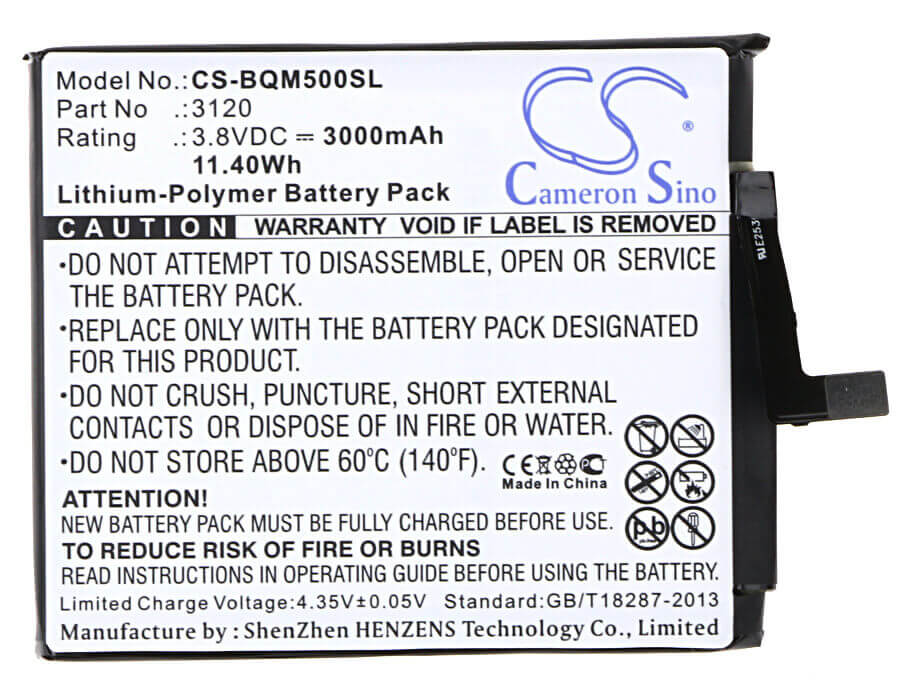 Model No.: CS-BQM500SL
Part No .: 3120
Rating .: 3.8VDC ⎓ 3000mAh
11.40Wh
Lithium-Polymer Battery Pack
CS
®
Cameron Sino
CAUTION WARRANTY VOID IF LABEL IS REMOVED
•DO NOT ATTEMPT TO DISASSEMBLE, OPEN OR SERVICE
THE BATTERY PACK.
•REPLACE ONLY WITH THE BATTERY PACK DESIGNATED
FOR THIS PRODUCT.
•DO NOT CRUSH, PUNCTURE, SHORT EXTERNAL
CONTACTS OR DISPOSE OF IN FIRE OR WATER.
•DO NOT STORE ABOVE 60°C (140°F).
CE
Made In China
pb
ATTENTION!
NEW BATTERY PACK MUST BE FULLY CHARGED BEFORE USE.
TO REDUCE RISK OF FIRE OR BURNS
READ INSTRUCTIONS IN OPERATING GUIDE BEFORE USING THE BATTERY.
Limited Charge Voltage:4.35V±0.05V Standard:GB/T18287-2013
Manufacture by : ShenZhen HENZENS Technology Co., Limited
E253